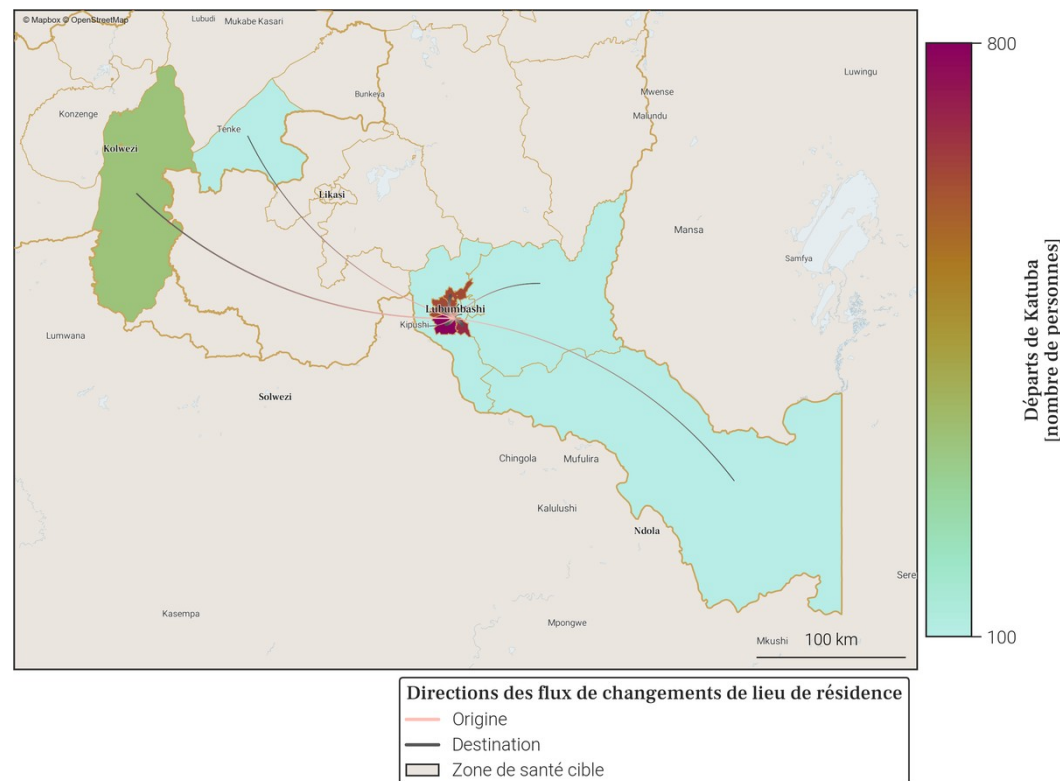 © Mapbox © OpenStreetMap
Lubudi
Mukabe Kasari
Luwingu
Bunkeya
Mwense
Konzenge
Malundu
Tenke
Kolwezi
Likasi
Mansa
Samfya
Lubumbashi
Kipushi
Lumwana
Solwezi
Chingola
Mufulira
Kalulushi
Ndola
Sere
Kasempa
Mpongwe
Mkushi
100 km
800
100
Départs de Katuba
[nombre de personnes]
Directions des flux de changements de lieu de résidence
Origine
Destination
Zone de santé cible